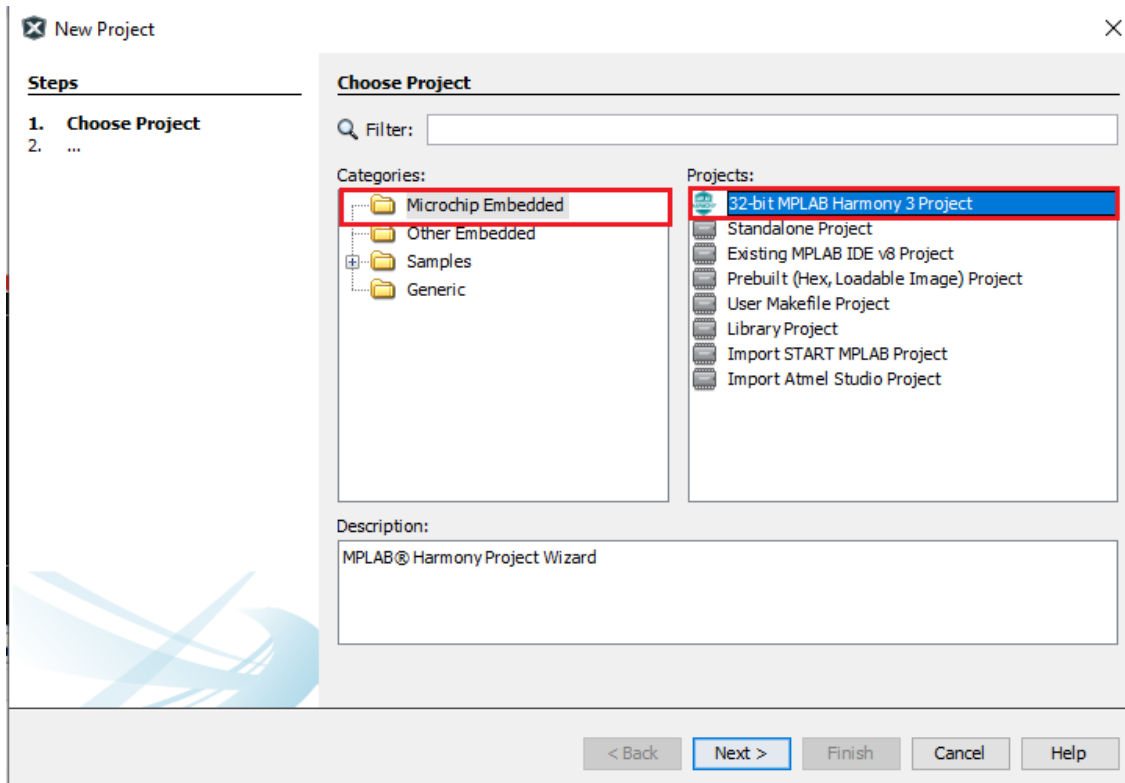 New Project
Steps
1. Choose Project
2. ...
Choose Project
Filter:
Categories:
Microchip Embedded
Other Embedded
Samples
Generic
Projects:
32-bit MPLAB Harmony 3 Project
Standalone Project
Existing MPLAB IDE v8 Project
Prebuilt (Hex, Loadable Image) Project
User Makefile Project
Library Project
Import START MPLAB Project
Import Atmel Studio Project
Description:
MPLAB® Harmony Project Wizard
< Back Next > Finish Cancel Help